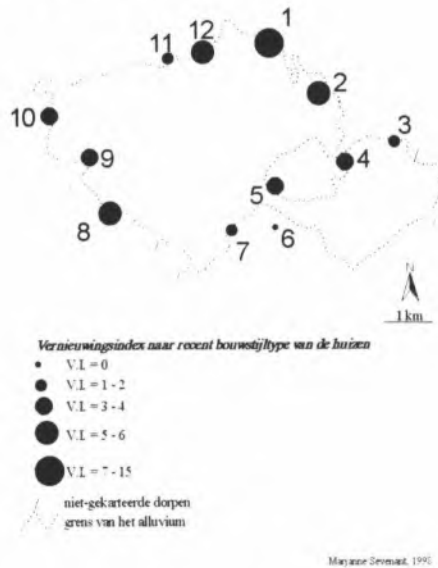 1
12
11
2
10
3
4
9
5
8
7
6
N
1 km
Vernieuwingsindex naar recent bouwstijltype van de huizen
V.I. = 0
V.I. = 1 - 2
V.I. = 3 - 4
V.I. = 5 - 6
V.I. = 7 - 15
niet-gekarteerde dorpen
grens van het alluvium
Maryanne Sevenant,